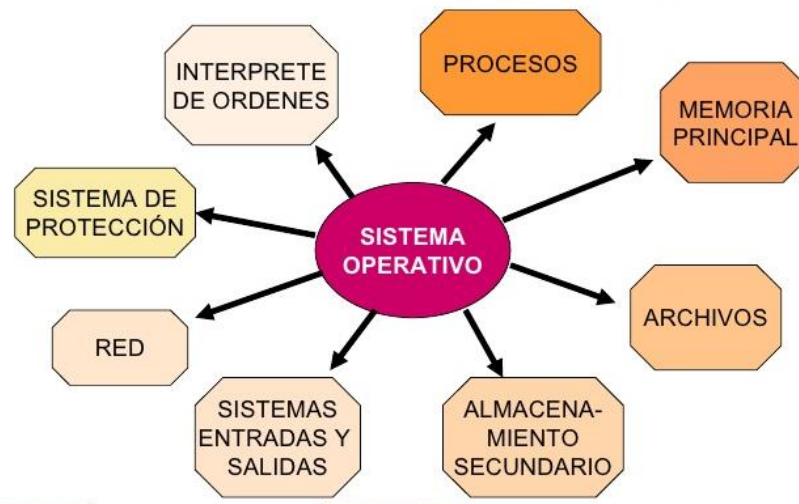 INTERPRETE
DE ORDENES
PROCESOS
MEMORIA
PRINCIPAL
SISTEMA DE
PROTECCIÓN
SISTEMA
OPERATIVO
ARCHIVOS
RED
SISTEMAS
ENTRADAS Y
SALIDAS
ALMACENA-
MIENTO
SECUNDARIO